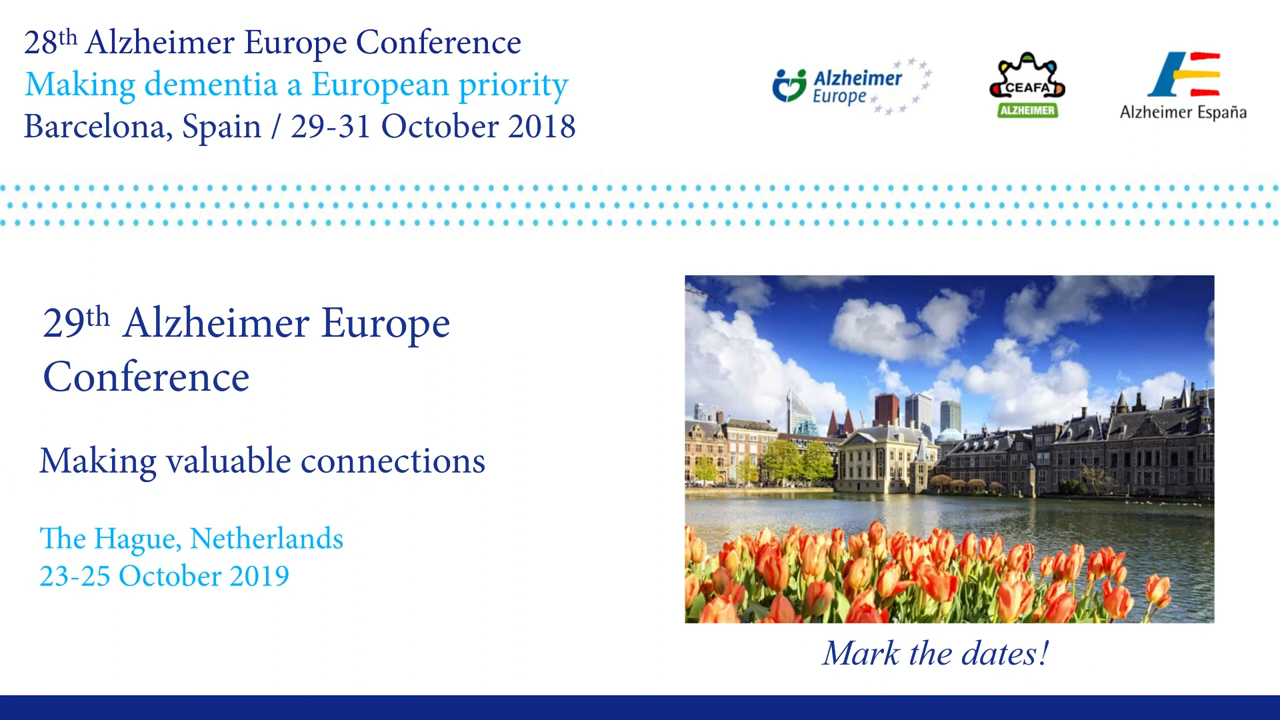 28th Alzheimer Europe Conference
Making dementia a European priority
Barcelona, Spain / 29-31 October 2018
Alzheimer
Europe
CEAFA
ALZHEIMER
Alzheimer España
29th Alzheimer Europe
Conference
Making valuable connections
The Hague, Netherlands
23-25 October 2019
Mark the dates!